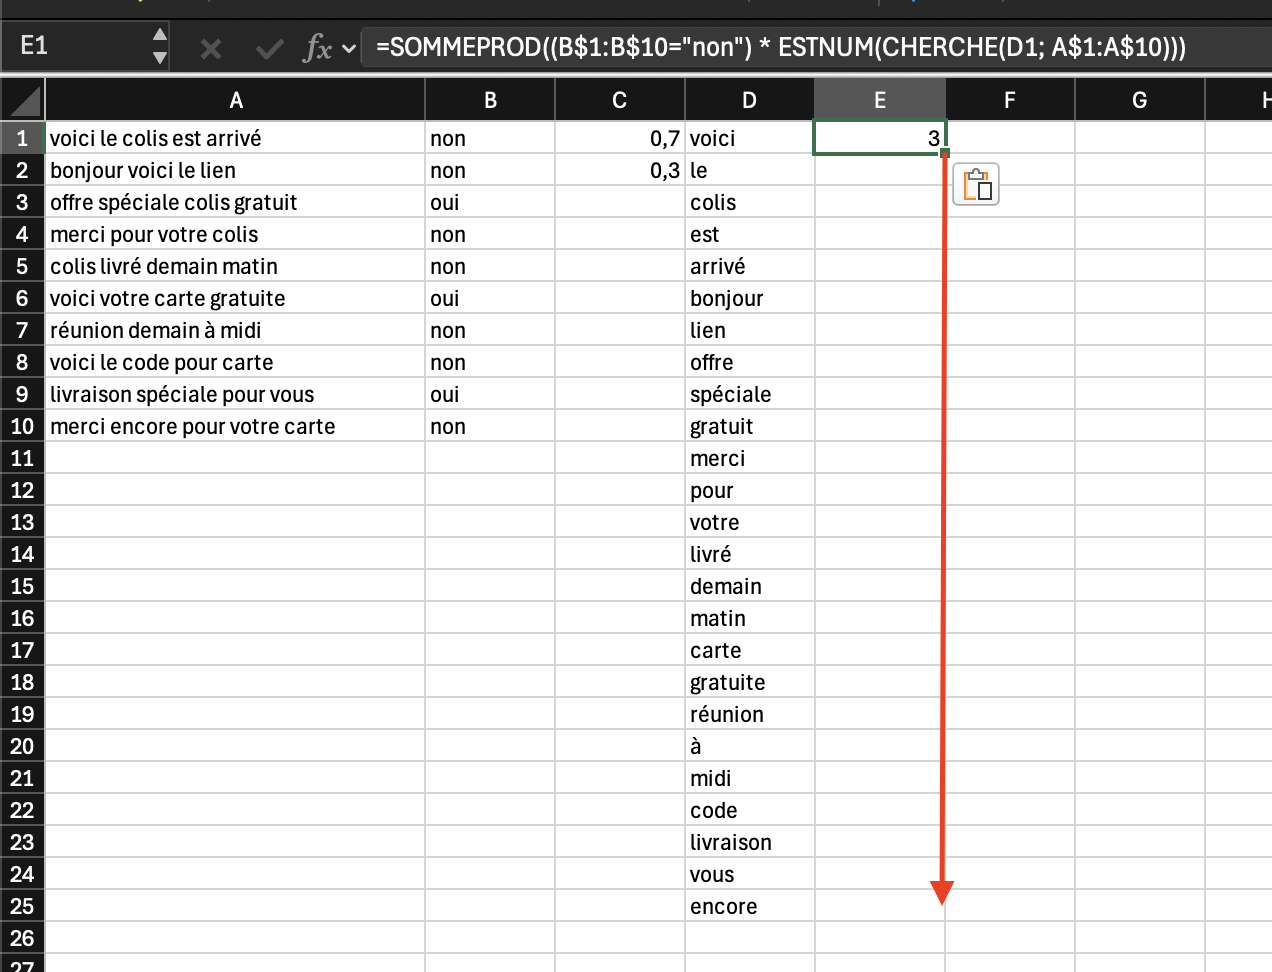 E1 fx =SOMMEPROD((B$1:B$10="non") * ESTNUM(CHERCHE(D1; A$1:A$10)))
A B C D E F G H
1 voici le colis est arrivé non 0,7 voici 3
2 bonjour voici le lien non 0,3 le
3 offre spéciale colis gratuit oui colis
4 merci pour votre colis non est
5 colis livré demain matin non arrivé
6 voici votre carte gratuite oui bonjour
7 réunion demain à midi non lien
8 voici le code pour carte non offre
9 livraison spéciale pour vous oui spéciale
10 merci encore pour votre carte non gratuit
11 merci
12 pour
13 votre
14 livré
15 demain
16 matin
17 carte
18 gratuite
19 réunion
20 à
21 midi
22 code
23 livraison
24 vous
25 encore
26
27